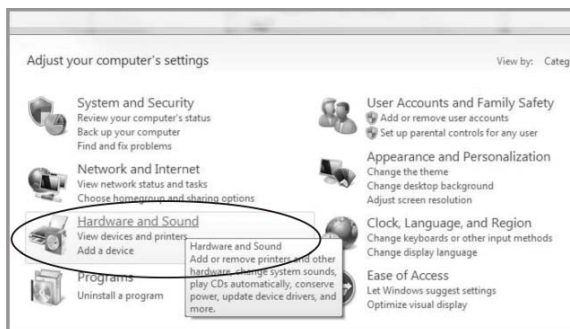 Adjust your computer's settings
View by: Categ
System and Security
Review your computer's status
Back up your computer
Find and fix problems
Network and Internet
View network status and tasks
Choose homegroup and sharing options
Hardware and Sound
View devices and printers
Add a device
Hardware and Sound
Add or remove printers and other
hardware, change system sounds,
play CDs automatically, conserve
power, update device drivers, and
more.
Programs
Uninstall a program
User Accounts and Family Safety
Add or remove user accounts
Set up parental controls for any user
Appearance and Personalization
Change the theme
Change desktop background
Adjust screen resolution
Clock, Language, and Region
Change keyboards or other input methods
Change display language
Ease of Access
Let Windows suggest settings
Optimize visual display